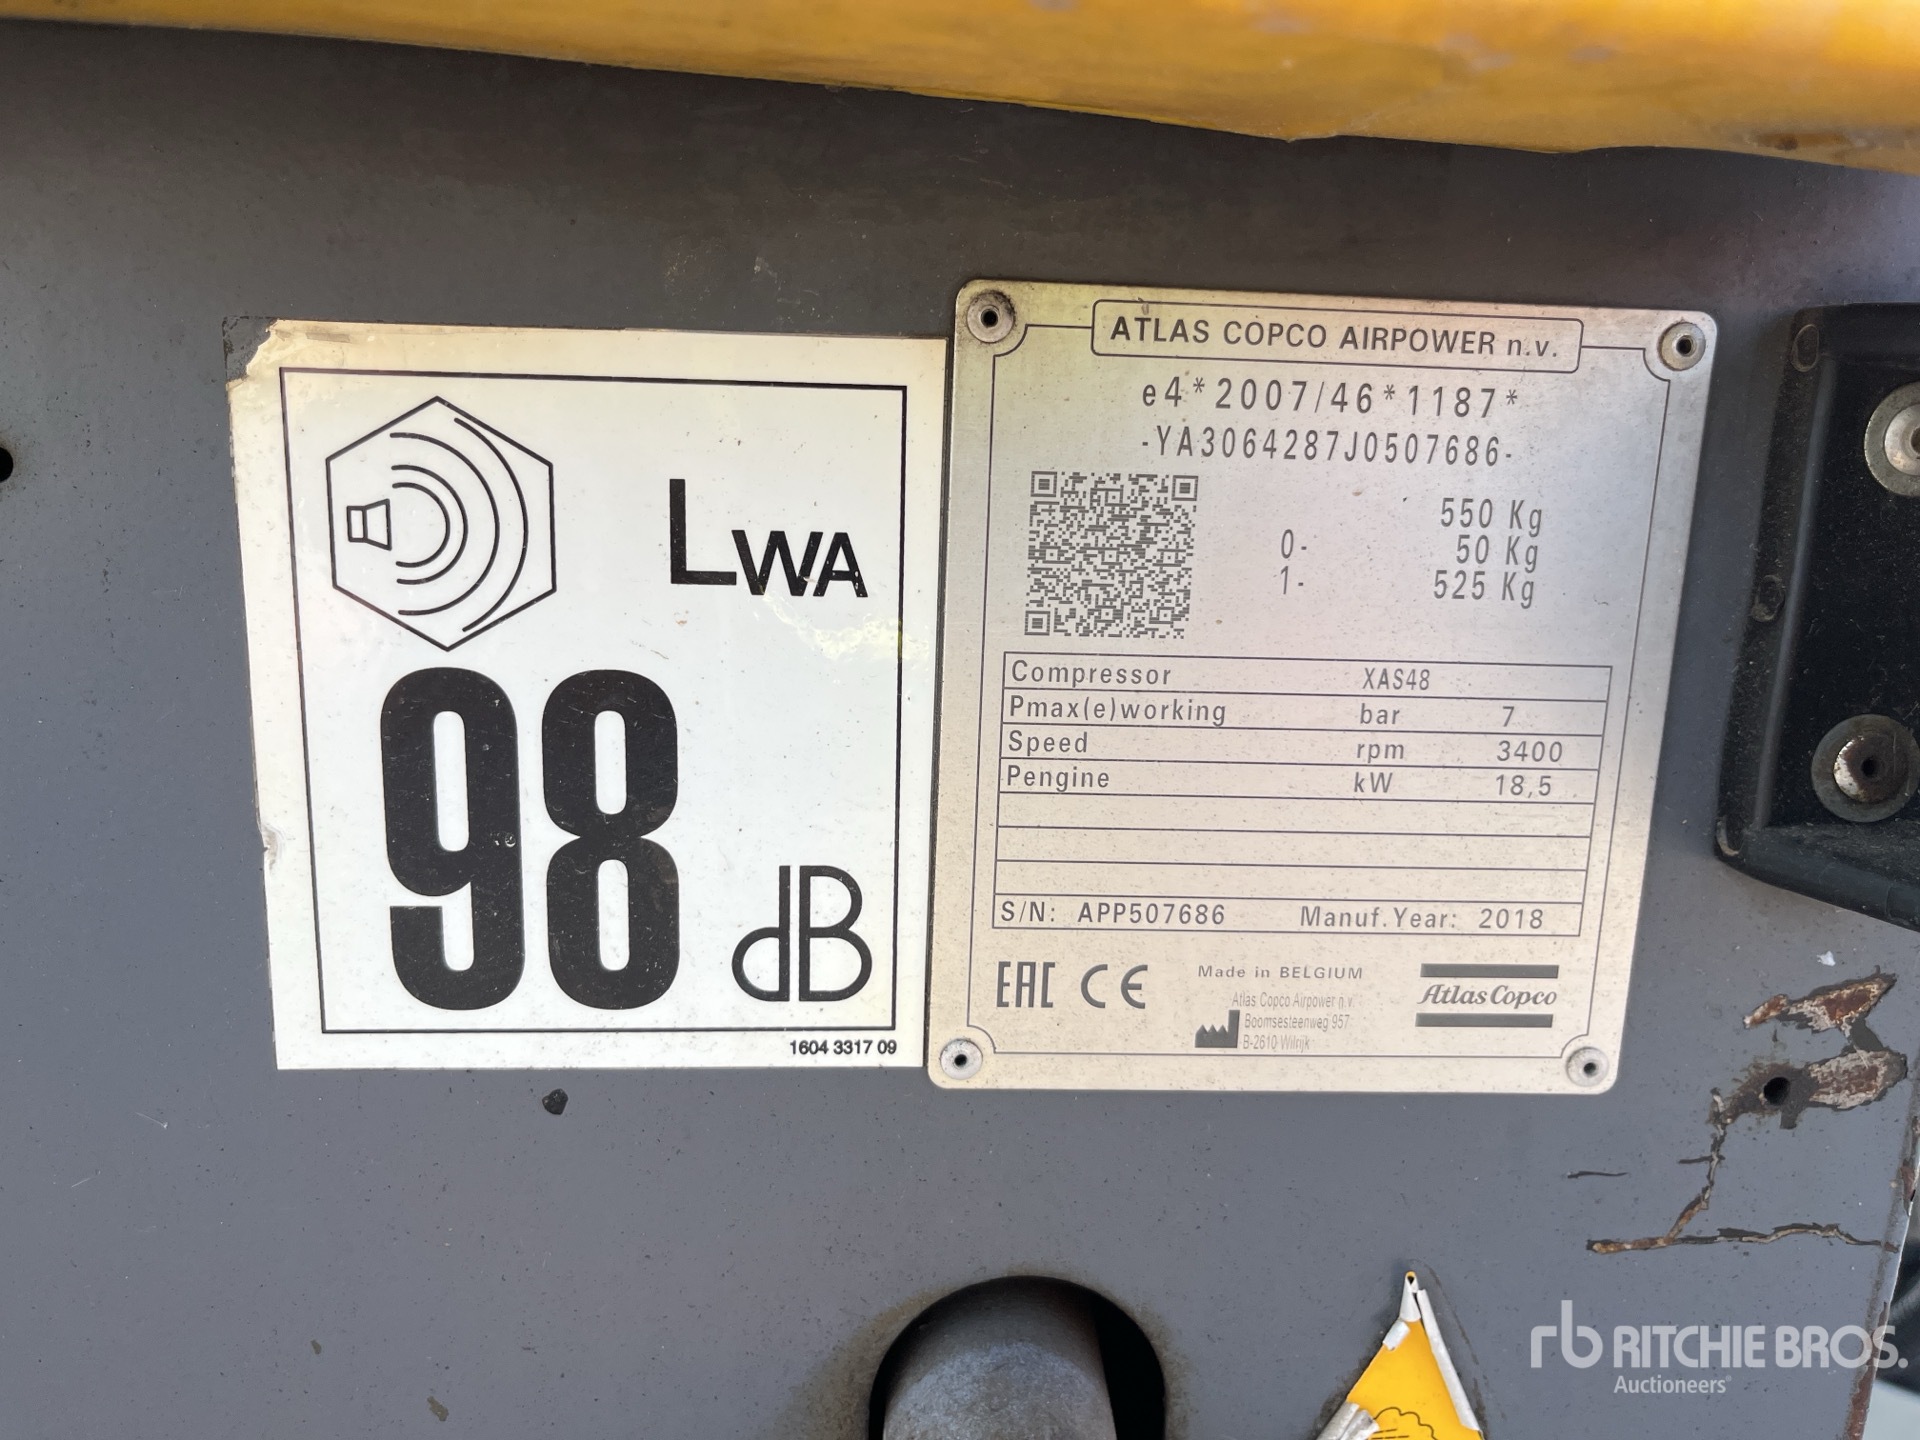 LWA
98 dB
1604 3317 09
ATLAS COPCO AIRPOWER n.v.
e4*2007/46*1187*
-YA3064287J0507686-
550 Kg
0- 50 Kg
1- 525 Kg
Compressor XAS48
Pmax(e)working bar 7
Speed rpm 3400
Pengine kW 18,5
S/N: APP507686 Manuf.Year: 2018
EAC CE
Made in BELGIUM
Atlas Copco Airpower n.v.
Boomsesteenweg 957
B-2610 Wilrijk
Atlas Copco
rb RITCHIE BROS.
Auctioneers